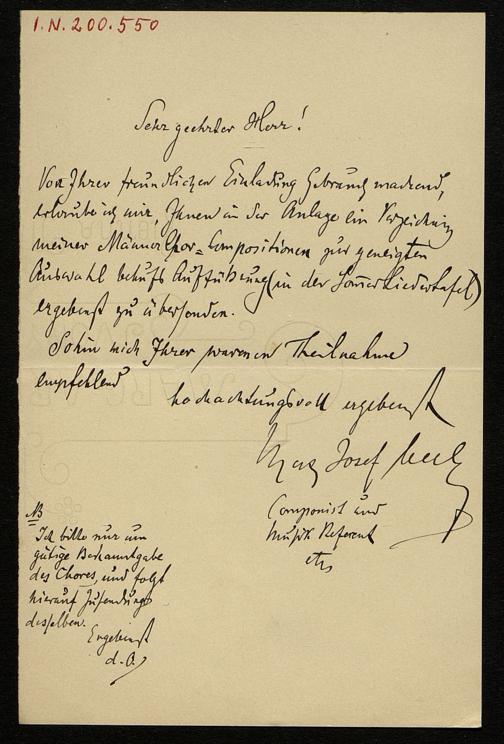 I.N. 200.550
Sehr geehrter Herr!
Von Ihrer freundlichen Einladung Gebrauch machend,
erlaube ich mir, Ihnen in der Anlage ein Verzeichniß
meiner Männerchor-Compositionen zur geneigten
Auswahl behufs Aufführung (in der Sommerliedertafel)
ergebenst zu übersenden.
Sohin mich Ihrer warmen Theilnahme
empfehlend
hochachtungsvoll ergebenst
Max Josef Beer
Componist und
Musik Referent
etc
NB
Ich bitte nur um
gütige Bekanntgabe
des Chores, und folgt
hierauf Zusendung
desselben.
Ergebenst
d. O.